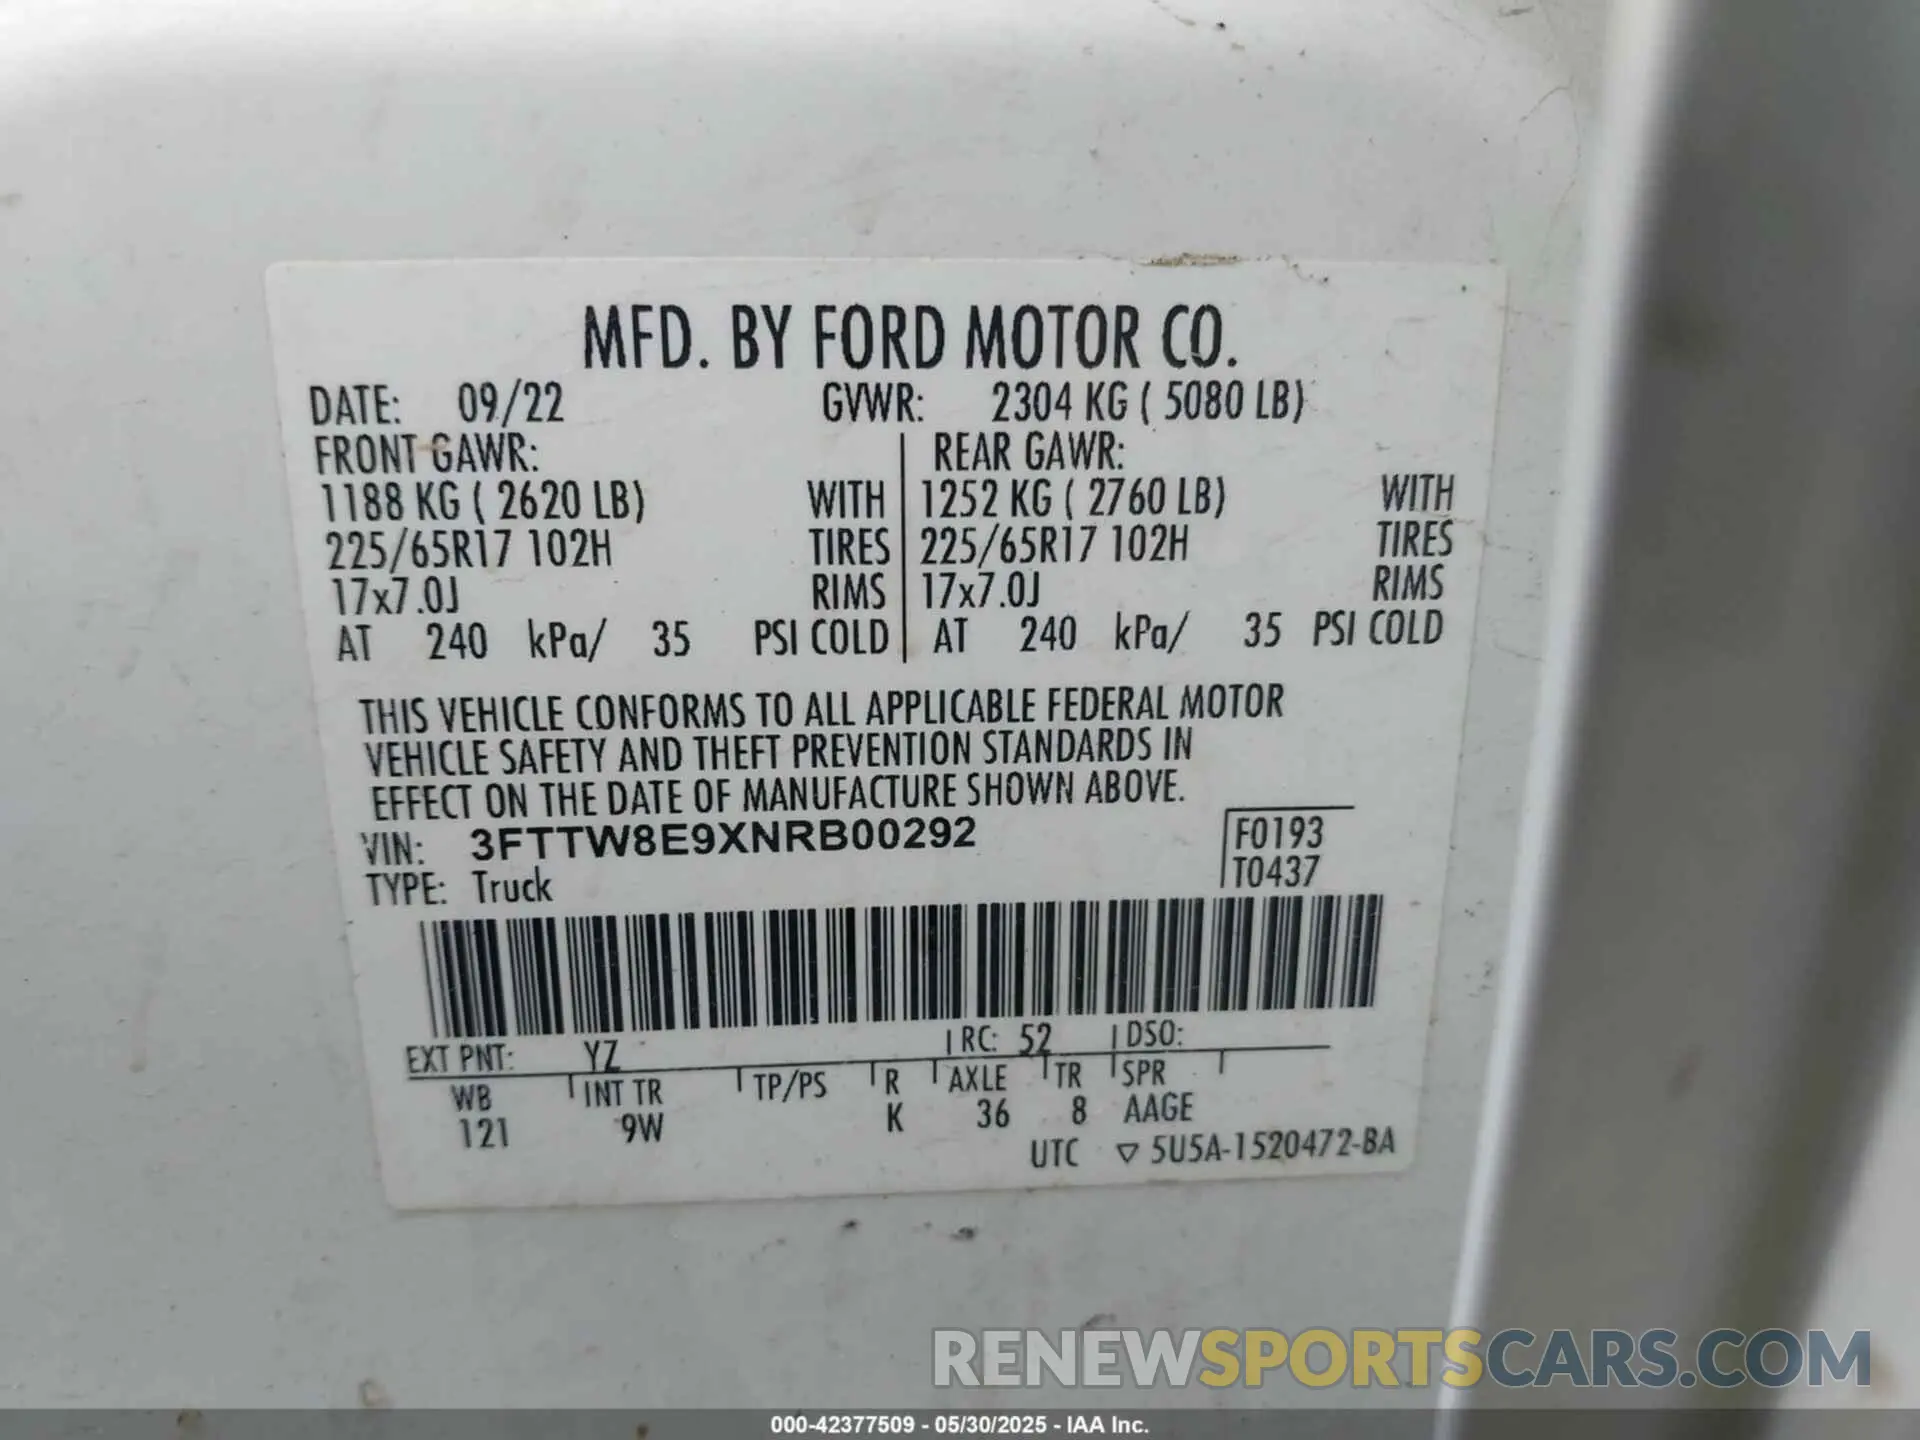 MFD. BY FORD MOTOR CO.
DATE: 09/22 GVWR: 2304 KG ( 5080 LB)
FRONT GAWR: REAR GAWR:
1188 KG ( 2620 LB) WITH 1252 KG ( 2760 LB) WITH
225/65R17 102H TIRES 225/65R17 102H TIRES
17x7.0J RIMS 17x7.0J RIMS
AT 240 kPa/ 35 PSI COLD AT 240 kPa/ 35 PSI COLD
THIS VEHICLE CONFORMS TO ALL APPLICABLE FEDERAL MOTOR
VEHICLE SAFETY AND THEFT PREVENTION STANDARDS IN
EFFECT ON THE DATE OF MANUFACTURE SHOWN ABOVE.
VIN: 3FTTW8E9XNRB00292 F0193
TYPE: Truck T0437
EXT PNT: YZ RC: 52 DSO:
WB INT TR TP/PS R AXLE TR SPR
121 9W K 36 8 AAGE
UTC ▽ 5U5A-1520472-BA
RENEWSPORTSCARS.COM
000-42377509 - 05/30/2025 - IAA Inc.